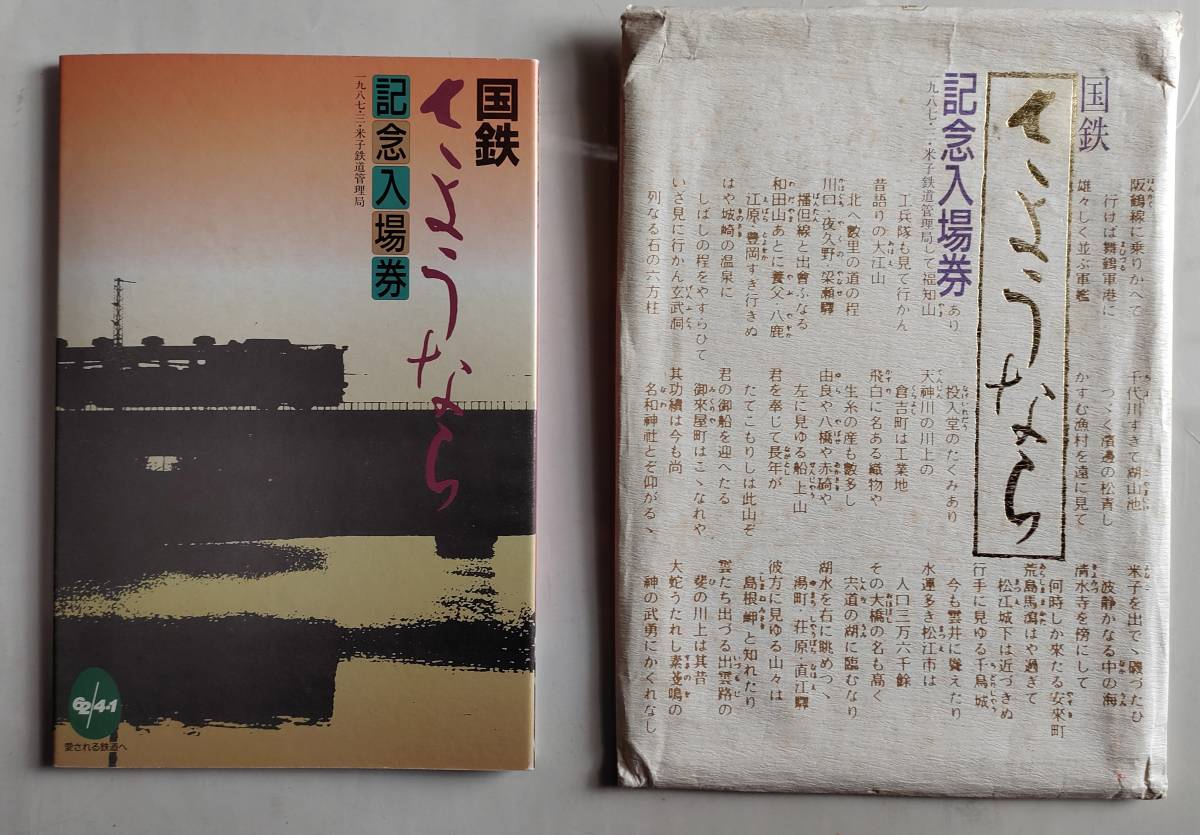 国鉄
さようなら
記念入場券
一九八七・三・米子鉄道管理局
62/4・1
愛される鉄道へ
国鉄
さようなら
記念入場券
一九八七・三・米子鉄道管理局
阪鶴線に乗りかへて
行けば舞鶴軍港に
雄々しく並ぶ軍艦
あり
して福知山
工兵隊も見て行かん
昔語りの大江山
北へ數里の道の程
川口・夜久野・梁瀬驛
播但線と出會ふなる
和田山あとに養父・八鹿
江原・豊岡すぎ行きぬ
はや城崎の温泉に
しばしの程をやすらひて
いざ見に行かん玄武洞
列なる石の六方柱
千代川すぎて湖山池
つゞく濱邊の松青し
かすむ漁村を遠に見て
投入堂のたくみあり
天神川の川上の
倉吉町は工業地
飛白に名ある織物や
生糸の産も數多し
由良や八橋や赤碕や
左に見ゆる船上山
君を奉じて長年が
たてこもりしは此山ぞ
君の御船を迎へたる
御來屋町はこゝなれや
其功績は今も尚
名和神社とぞ仰がるゝ
米子を出でゝ隣づたひ
波静かなる中の海
清水寺を傍にして
何時しか來たる安來町
荒島馬潟はや過ぎて
松江城下は近づきぬ
行手に見ゆる千鳥城
今も雲井に聳えたり
水運多き松江市は
人口三万六千餘
その大橋の名も高く
宍道の湖に臨むなり
湖水を右に眺めつゝ
湯町・荘原・直江驛
彼方に見ゆる山々は
島根岬と知れたり
雲たち出づる出雲路の
斐の川上は其昔
大蛇うたれし素戔鳴の
神の武勇にかくれなし